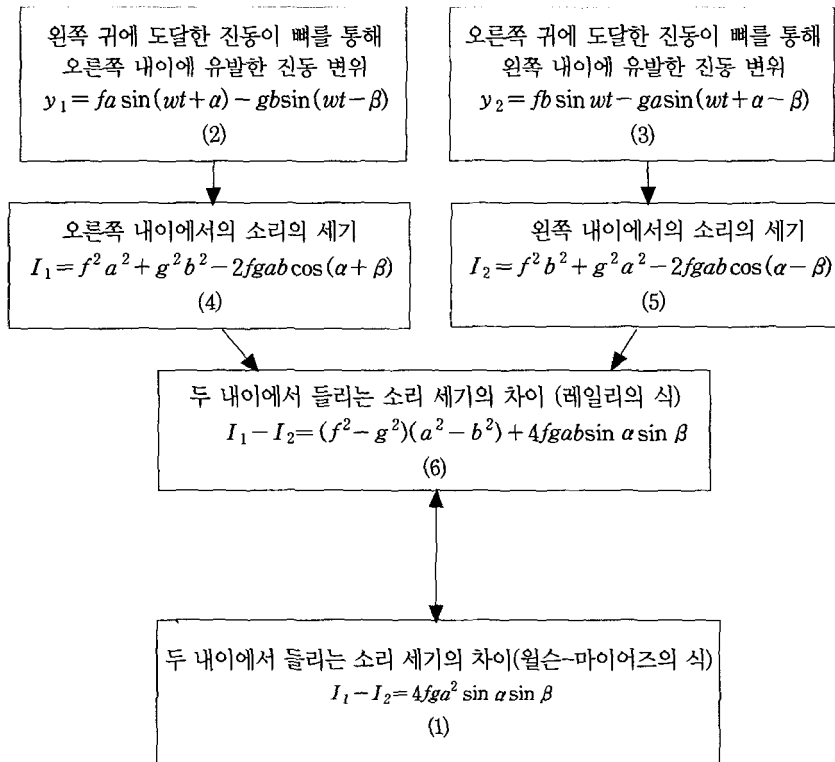 왼쪽 귀에 도달한 진동이 뼈를 통해
오른쪽 내이에 유발한 진동 변위
y₁= fa sin(wt+α)−gbsin(wt−β)
(2)
오른쪽 귀에 도달한 진동이 뼈를 통해
왼쪽 내이에 유발한 진동 변위
y₂= fb sin wt− gasin(wt+α−β)
(3)
오른쪽 내이에서의 소리의 세기
I₁= f²a²+g²b²−2fgab cos(α+β)
(4)
왼쪽 내이에서의 소리의 세기
I₂= f²b²+g²a²−2fgab cos(α−β)
(5)
두 내이에서 들리는 소리 세기의 차이 (레일리의 식)
I₁−I₂=(f²−g²)(a²−b²)+4fgabsin α sin β
(6)
두 내이에서 들리는 소리 세기의 차이(윌슨-마이어즈의 식)
I₁−I₂=4fga² sin α sin β
(1)